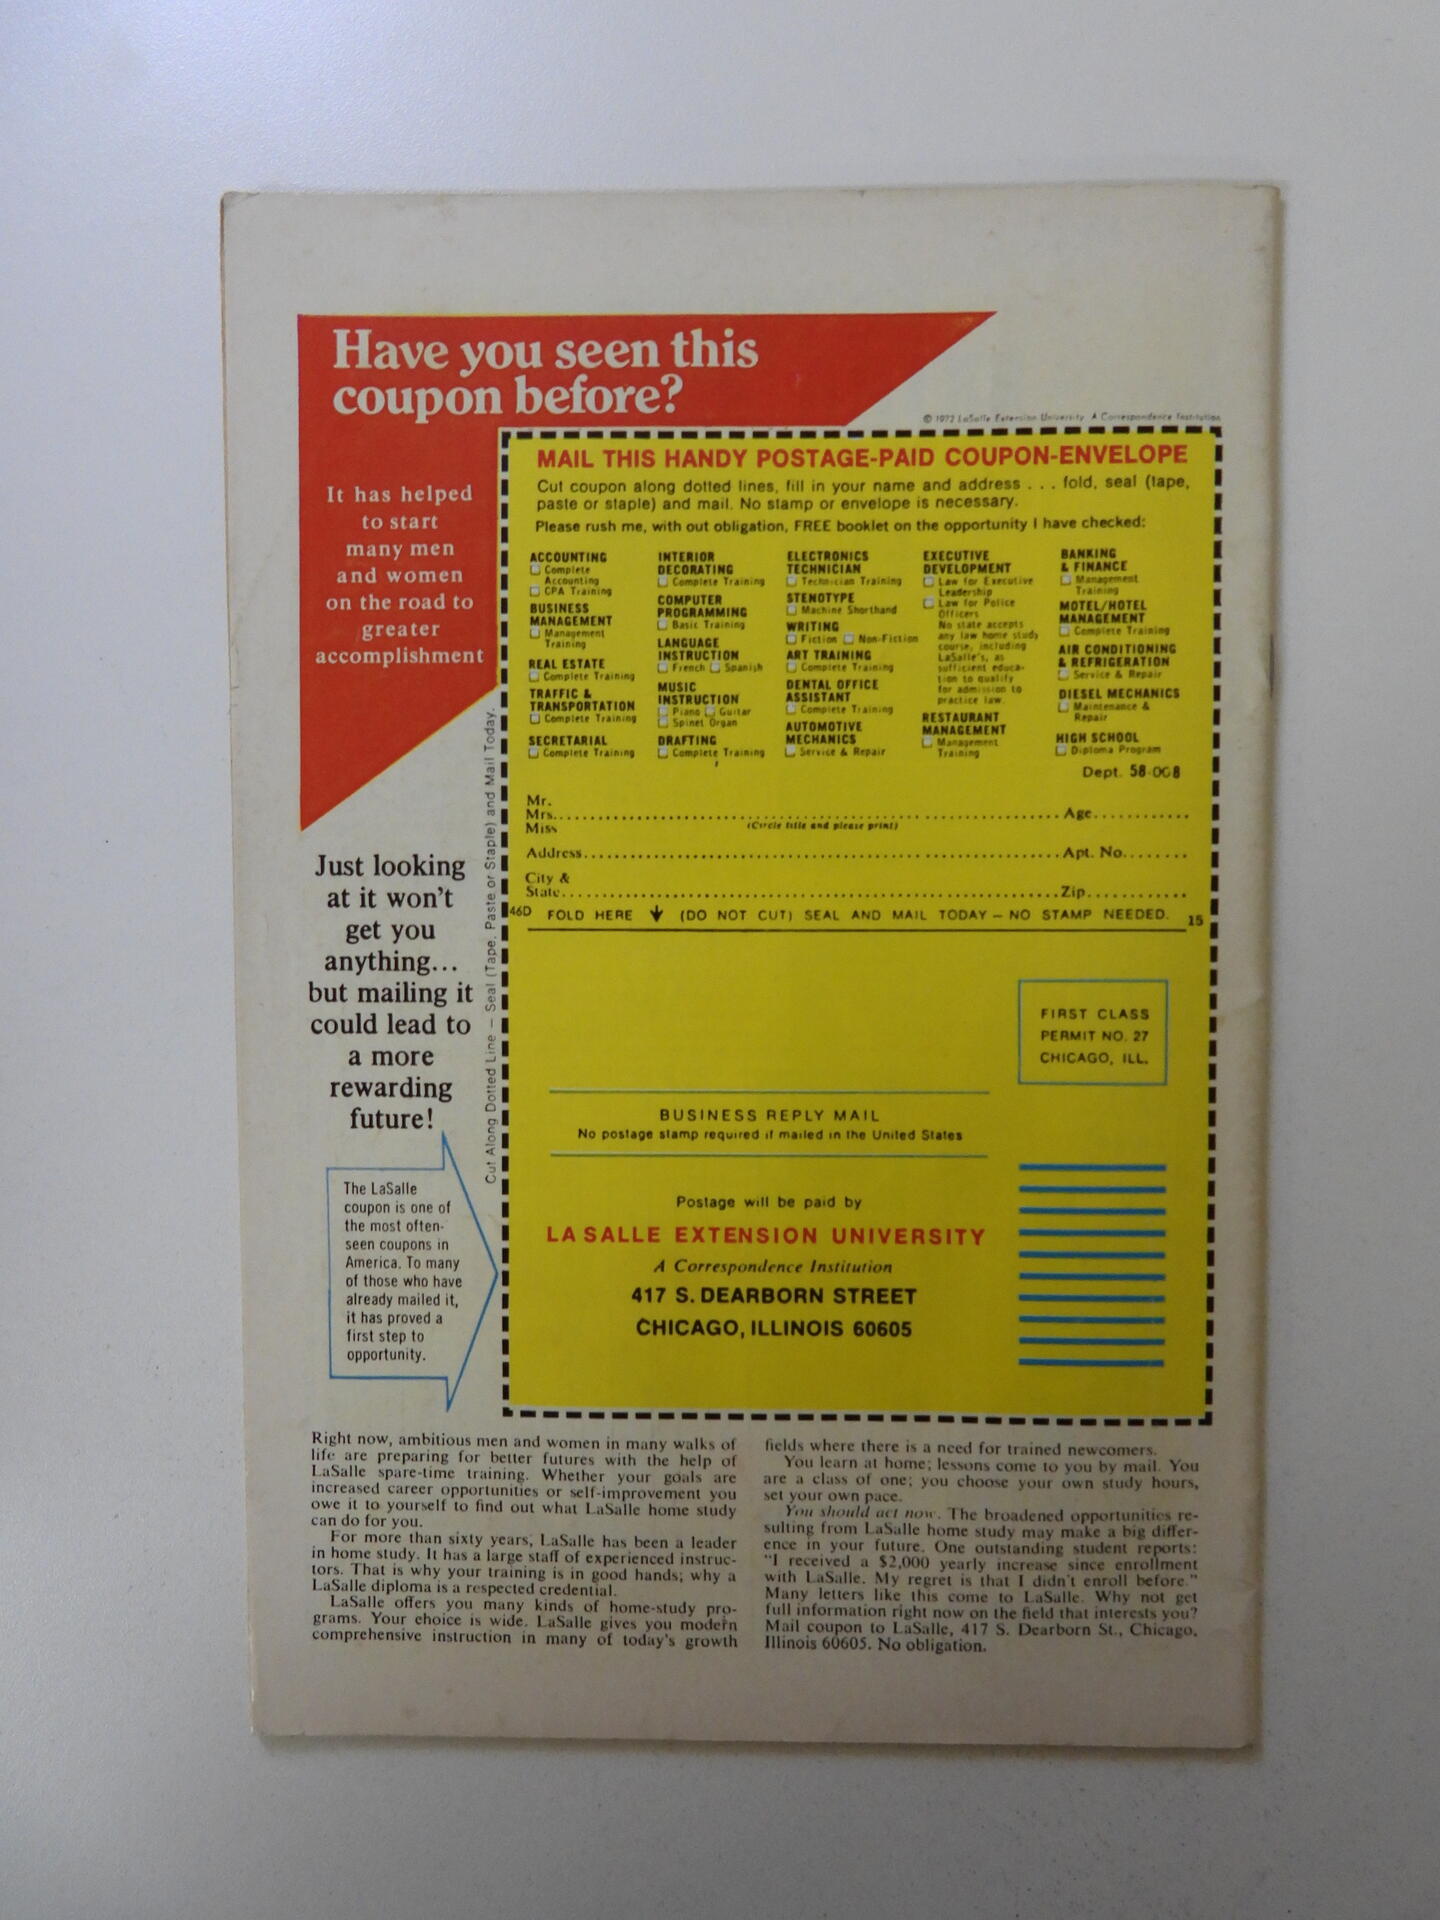 Have you seen this
coupon before?
© 1972 LaSalle Extension University A Correspondence Institution
It has helped
to start
many men
and women
on the road to
greater
accomplishment
Just looking
at it won't
get you
anything...
but mailing it
could lead to
a more
rewarding
future!
The LaSalle
coupon is one of
the most often-
seen coupons in
America. To many
of those who have
already mailed it,
it has proved a
first step to
opportunity.
Cut Along Dotted Line — Seal (Tape, Paste or Staple) and Mail Today.
MAIL THIS HANDY POSTAGE-PAID COUPON-ENVELOPE
Cut coupon along dotted lines, fill in your name and address . . . fold, seal (tape,
paste or staple) and mail. No stamp or envelope is necessary.
Please rush me, with out obligation, FREE booklet on the opportunity I have checked:
ACCOUNTING
Complete
Accounting
CPA Training
BUSINESS
MANAGEMENT
Management
Training
REAL ESTATE
Complete Training
TRAFFIC &
TRANSPORTATION
Complete Training
SECRETARIAL
Complete Training
INTERIOR
DECORATING
Complete Training
COMPUTER
PROGRAMMING
Basic Training
LANGUAGE
INSTRUCTION
French Spanish
MUSIC
INSTRUCTION
Piano Guitar
Spinet Organ
DRAFTING
Complete Training
ELECTRONICS
TECHNICIAN
Technician Training
STENOTYPE
Machine Shorthand
WRITING
Fiction Non-Fiction
ART TRAINING
Complete Training
DENTAL OFFICE
ASSISTANT
Complete Training
AUTOMOTIVE
MECHANICS
Service & Repair
EXECUTIVE
DEVELOPMENT
Law for Executive
Leadership
Law for Police
Officers
No state accepts
any law home study
course, including
LaSalle's, as
sufficient educa-
tion to qualify
for admission to
practice law.
RESTAURANT
MANAGEMENT
Management
Training
BANKING
& FINANCE
Management
Training
MOTEL/HOTEL
MANAGEMENT
Complete Training
AIR CONDITIONING
& REFRIGERATION
Service & Repair
DIESEL MECHANICS
Maintenance &
Repair
HIGH SCHOOL
Diploma Program
Dept. 58-008
Mr.
Mrs. Age
Miss (Circle title and please print)
Address Apt. No.
City &
State Zip
46D FOLD HERE (DO NOT CUT) SEAL AND MAIL TODAY — NO STAMP NEEDED. 15
FIRST CLASS
PERMIT NO. 27
CHICAGO, ILL.
BUSINESS REPLY MAIL
No postage stamp required if mailed in the United States
Postage will be paid by
LA SALLE EXTENSION UNIVERSITY
A Correspondence Institution
417 S. DEARBORN STREET
CHICAGO, ILLINOIS 60605
Right now, ambitious men and women in many walks of
life are preparing for better futures with the help of
LaSalle spare-time training. Whether your goals are
increased career opportunities or self-improvement you
owe it to yourself to find out what LaSalle home study
can do for you.
For more than sixty years, LaSalle has been a leader
in home study. It has a large staff of experienced instruc-
tors. That is why your training is in good hands; why a
LaSalle diploma is a respected credential.
LaSalle offers you many kinds of home-study pro-
grams. Your choice is wide. LaSalle gives you modern
comprehensive instruction in many of today's growth
fields where there is a need for trained newcomers.
You learn at home; lessons come to you by mail. You
are a class of one; you choose your own study hours,
set your own pace.
You should act now. The broadened opportunities re-
sulting from LaSalle home study may make a big differ-
ence in your future. One outstanding student reports:
"I received a $2,000 yearly increase since enrollment
with LaSalle. My regret is that I didn't enroll before."
Many letters like this come to LaSalle. Why not get
full information right now on the field that interests you?
Mail coupon to LaSalle, 417 S. Dearborn St., Chicago,
Illinois 60605. No obligation.